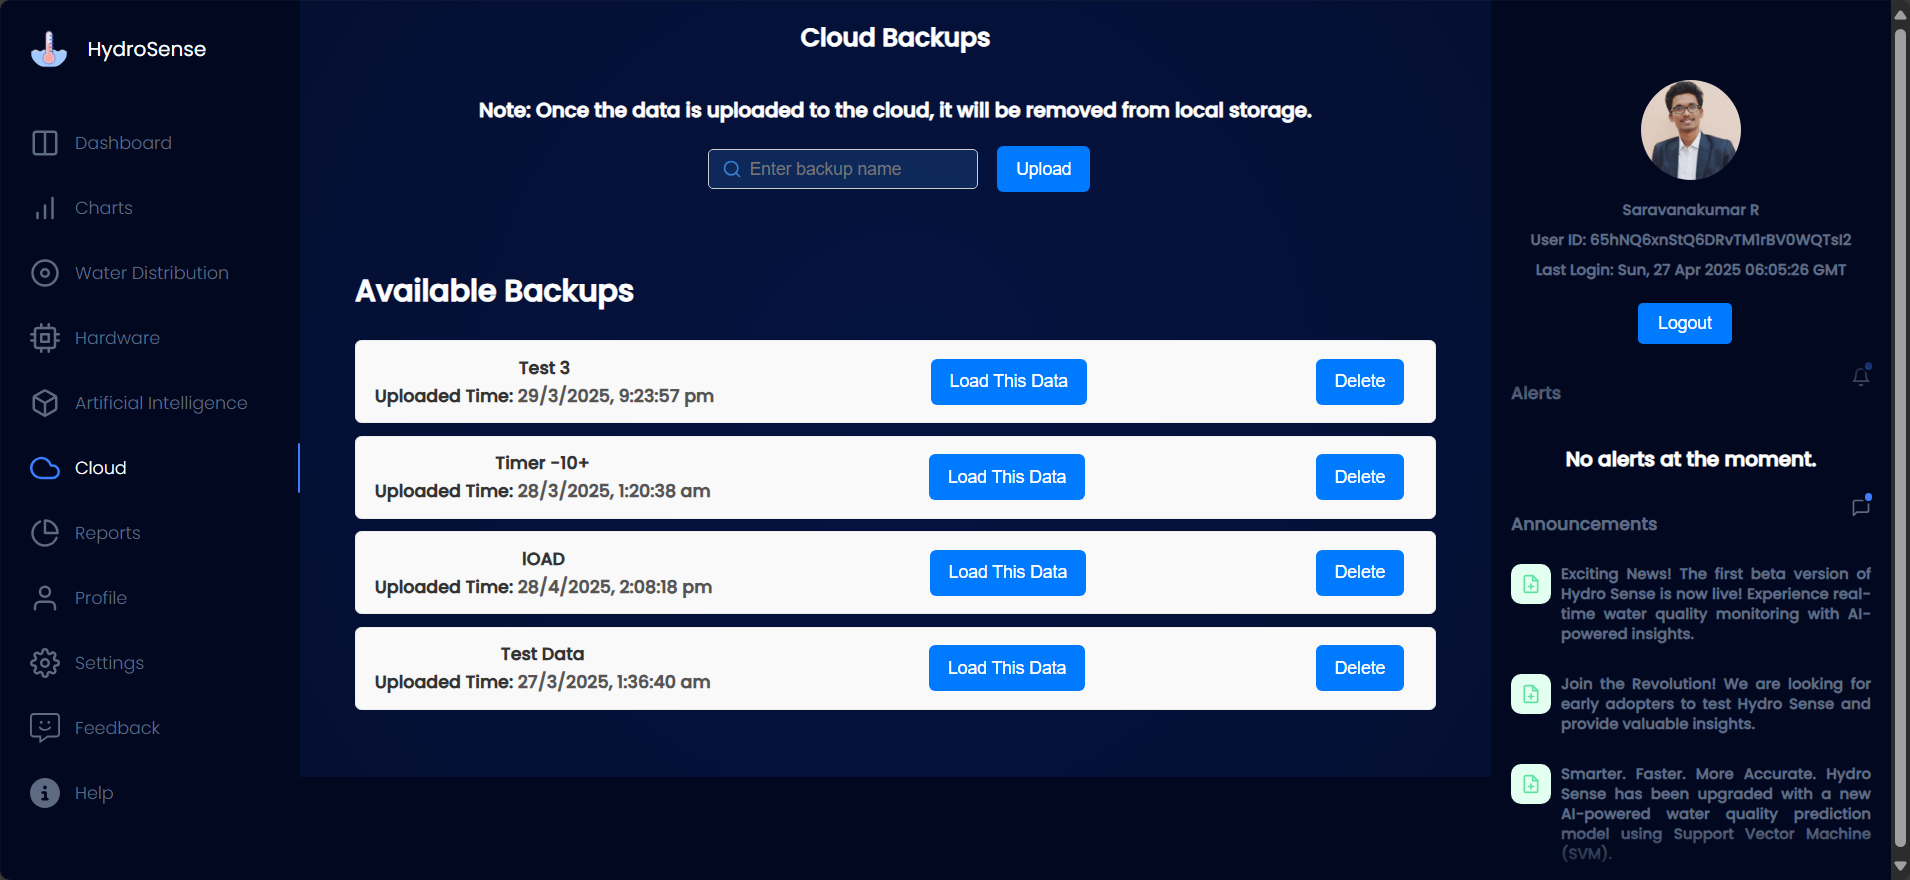 HydroSense
Dashboard
Charts
Water Distribution
Hardware
Artificial Intelligence
Cloud
Reports
Profile
Settings
Feedback
Help
Cloud Backups
Note: Once the data is uploaded to the cloud, it will be removed from local storage.
Enter backup name
Upload
Available Backups
Test 3
Uploaded Time: 29/3/2025, 9:23:57 pm
Load This Data
Delete
Timer -10+
Uploaded Time: 28/3/2025, 1:20:38 am
Load This Data
Delete
lOAD
Uploaded Time: 28/4/2025, 2:08:18 pm
Load This Data
Delete
Test Data
Uploaded Time: 27/3/2025, 1:36:40 am
Load This Data
Delete
Saravanakumar R
User ID: 65hNQ6xnStQ6DRvTM1rBV0WQTsI2
Last Login: Sun, 27 Apr 2025 06:05:26 GMT
Logout
Alerts
No alerts at the moment.
Announcements
Exciting News! The first beta version of
Hydro Sense is now live! Experience real-
time water quality monitoring with AI-
powered insights.
Join the Revolution! We are looking for
early adopters to test Hydro Sense and
provide valuable insights.
Smarter. Faster. More Accurate. Hydro
Sense has been upgraded with a new
AI-powered water quality prediction
model using Support Vector Machine
(SVM).